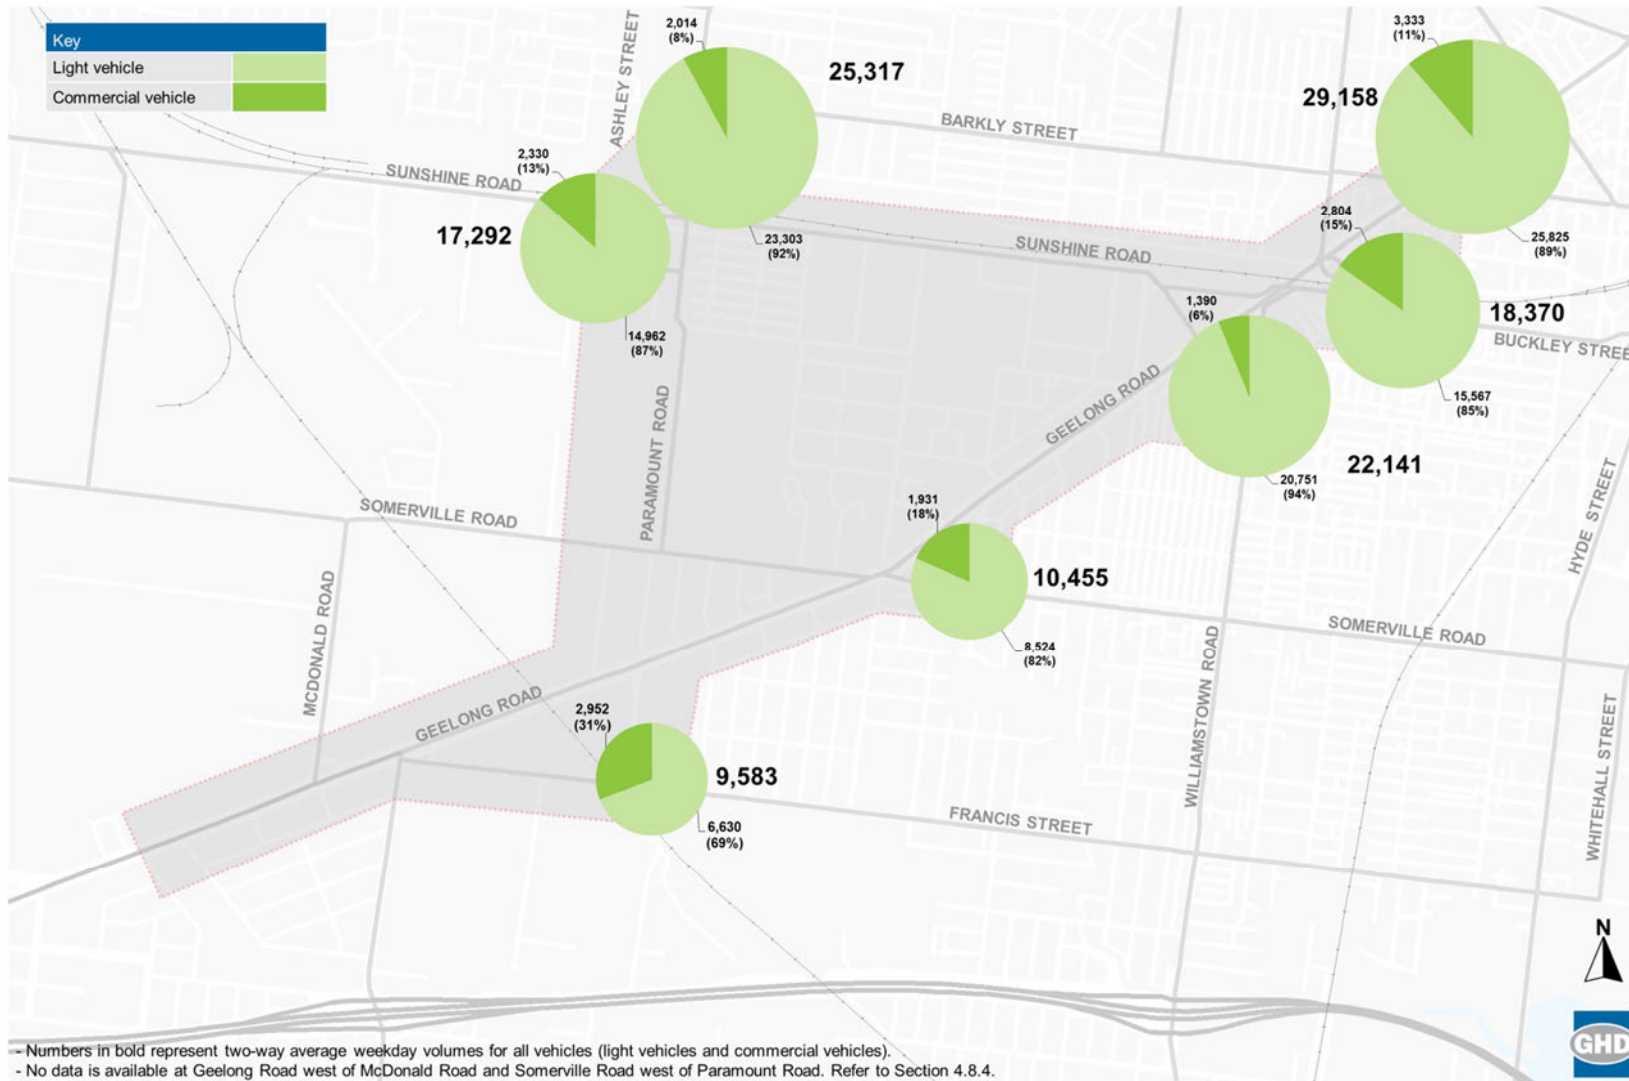 Key
Light vehicle
Commercial vehicle
2,014
(8%)
25,317
3,333
(11%)
29,158
ASHLEY STREET
BARKLY STREET
2,330
(13%)
SUNSHINE ROAD
17,292
23,303
(92%)
2,804
(15%)
25,825
(89%)
SUNSHINE ROAD
14,962
(87%)
1,390
(6%)
18,370
BUCKLEY STREE
GEELONG ROAD
15,567
(85%)
PARAMOUNT ROAD
22,141
20,751
(94%)
SOMERVILLE ROAD
1,931
(18%)
HYDE STREET
10,455
MCDONALD ROAD
8,524
(82%)
SOMERVILLE ROAD
WILLIAMSTOWN ROAD
GEELONG ROAD
2,952
(31%)
9,583
WHITEHALL STREET
6,630
(69%)
FRANCIS STREET
N
GHD
- Numbers in bold represent two-way average weekday volumes for all vehicles (light vehicles and commercial vehicles).
- No data is available at Geelong Road west of McDonald Road and Somerville Road west of Paramount Road. Refer to Section 4.8.4.